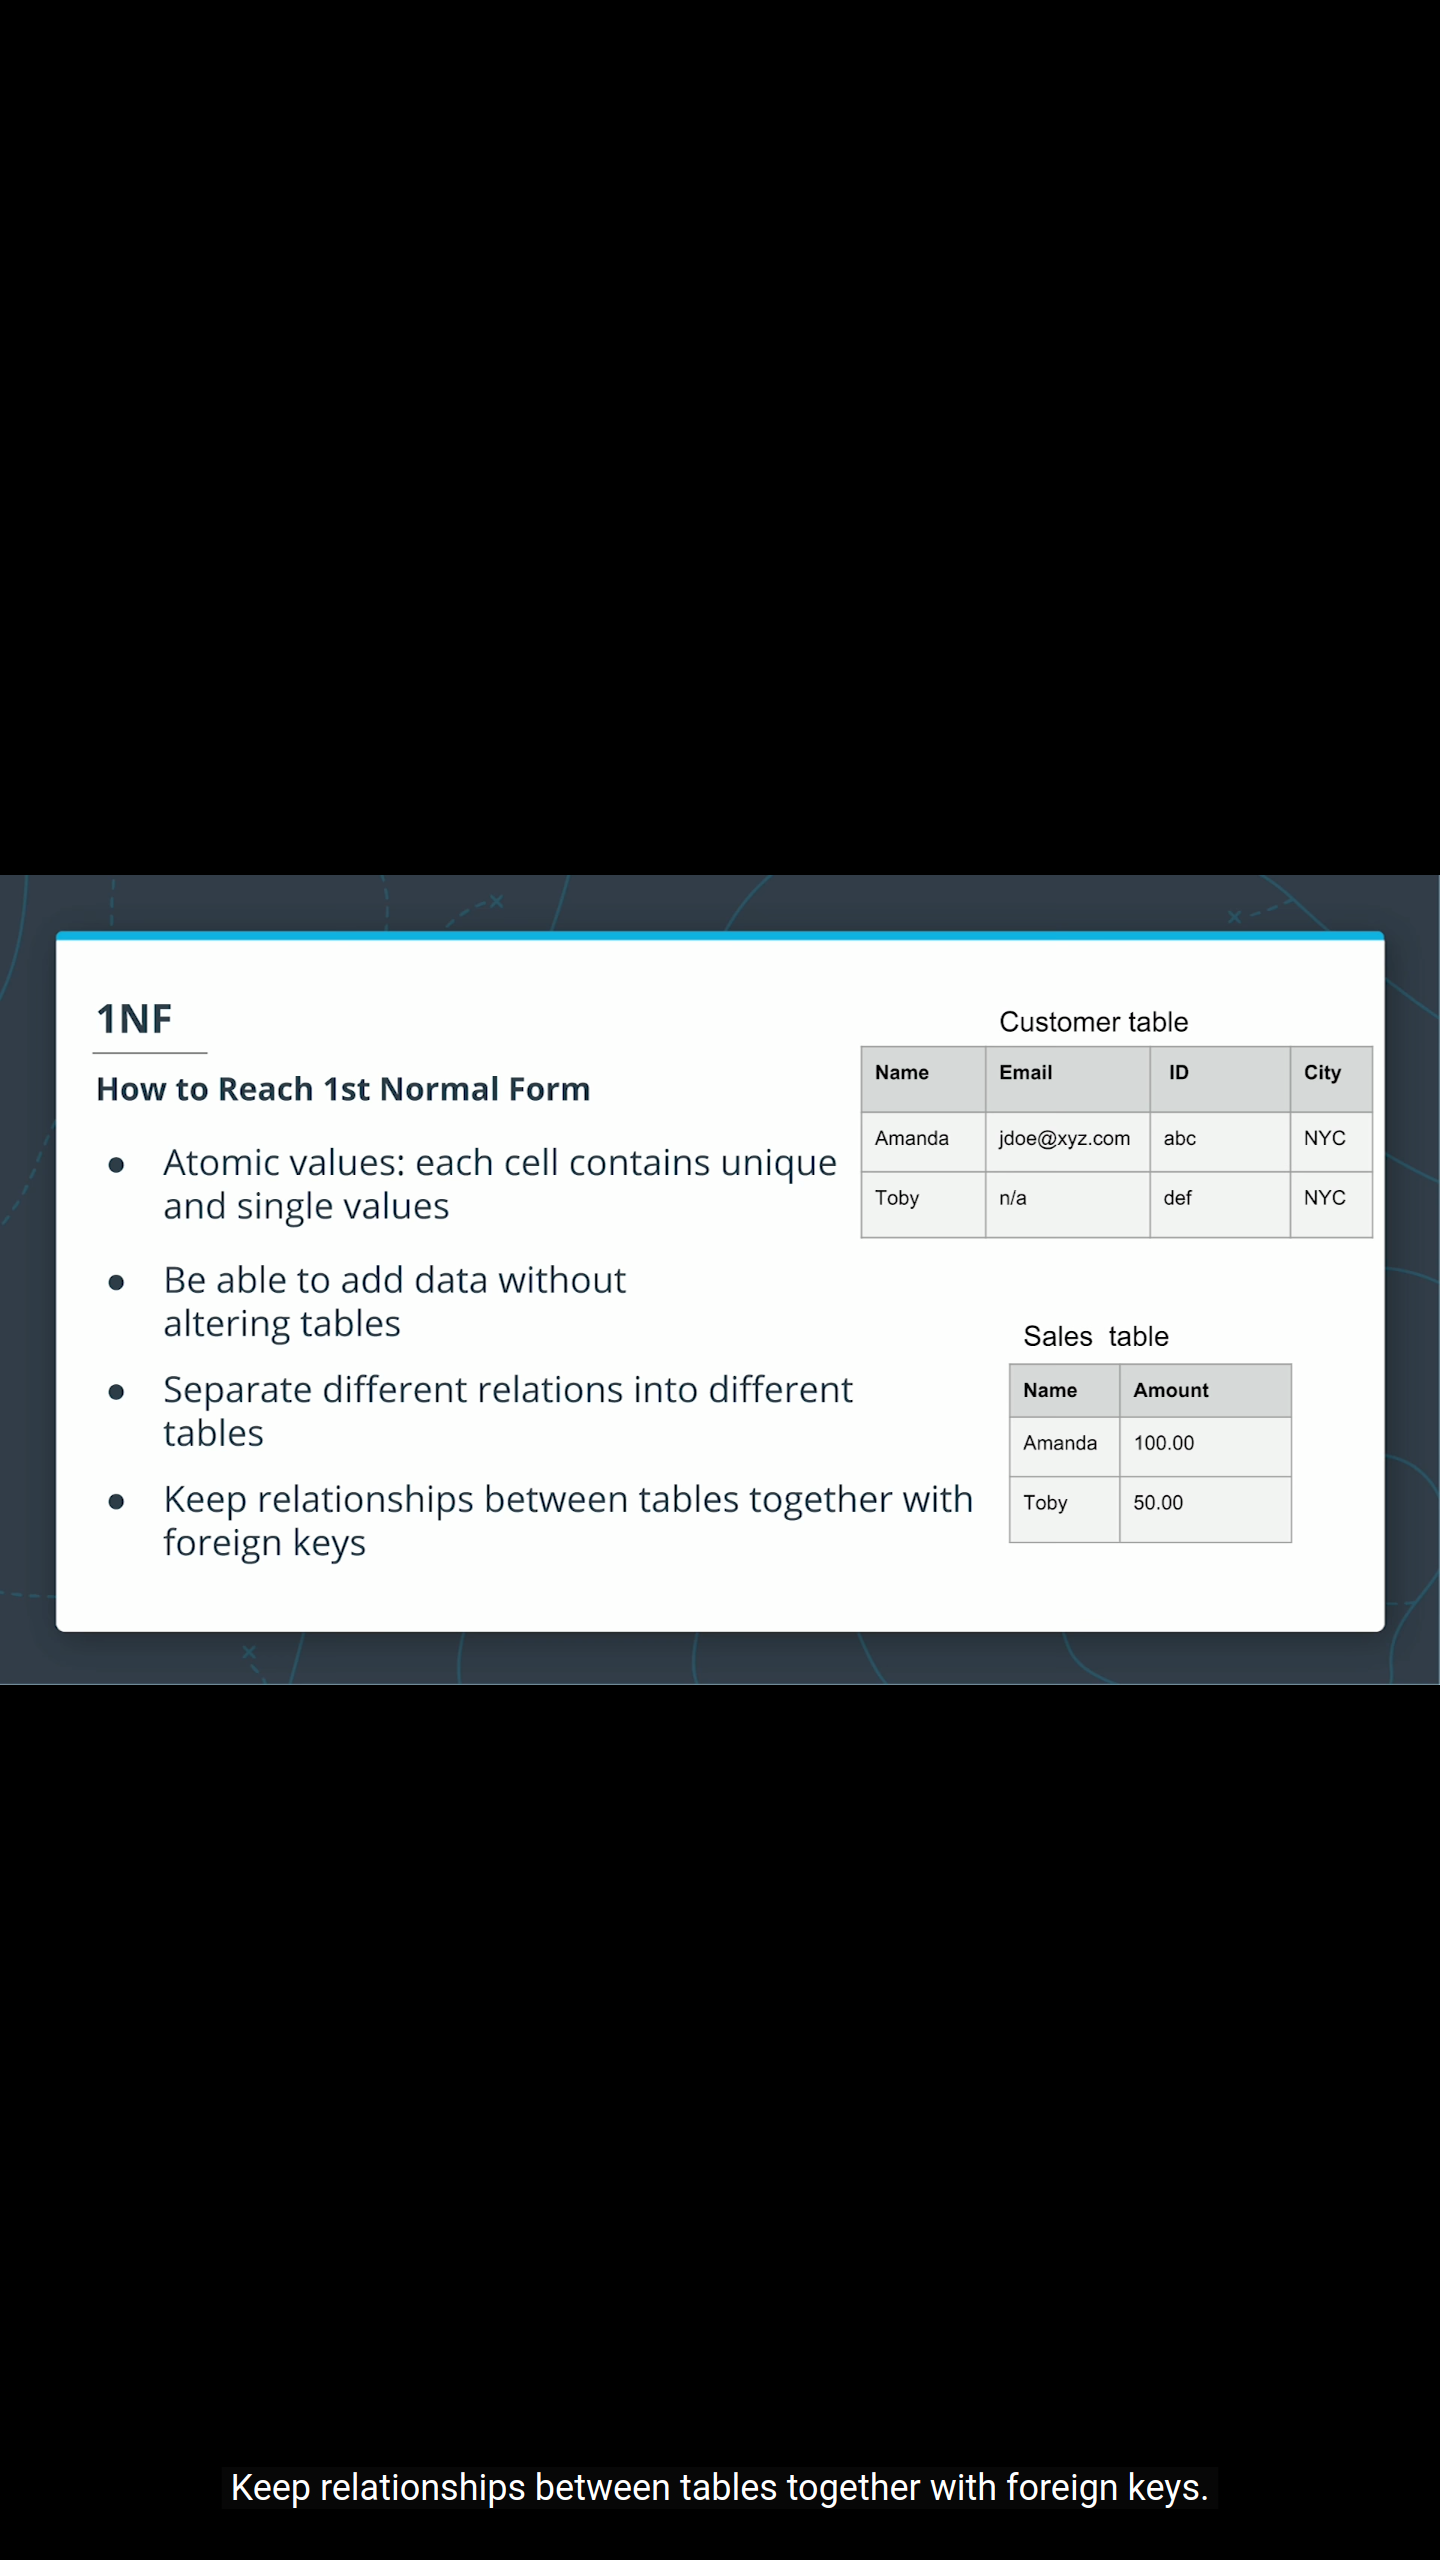 1NF
How to Reach 1st Normal Form
● Atomic values: each cell contains unique
and single values
● Be able to add data without
altering tables
● Separate different relations into different
tables
● Keep relationships between tables together with
foreign keys
Customer table
Name Email ID City
Amanda jdoe@xyz.com abc NYC
Toby n/a def NYC
Sales table
Name Amount
Amanda 100.00
Toby 50.00
Keep relationships between tables together with foreign keys.